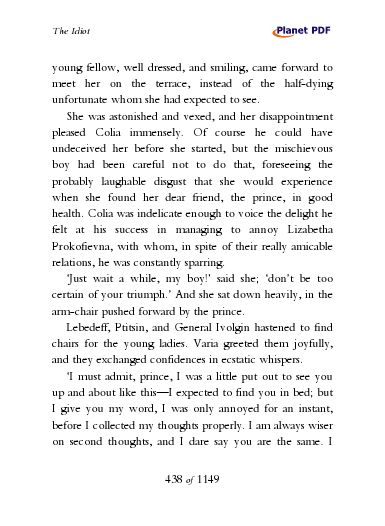 The Idiot
Planet PDF
young fellow, well dressed, and smiling, came forward to
meet her on the terrace, instead of the half-dying
unfortunate whom she had expected to see.
She was astonished and vexed, and her disappointment
pleased Colia immensely. Of course he could have
undeceived her before she started, but the mischievous
boy had been careful not to do that, foreseeing the
probably laughable disgust that she would experience
when she found her dear friend, the prince, in good
health. Colia was indelicate enough to voice the delight he
felt at his success in managing to annoy Lizabetha
Prokofievna, with whom, in spite of their really amicable
relations, he was constantly sparring.
‘Just wait a while, my boy!’ said she; ‘don’t be too
certain of your triumph.’ And she sat down heavily, in the
arm-chair pushed forward by the prince.
Lebedeff, Ptitsin, and General Ivolgin hastened to find
chairs for the young ladies. Varia greeted them joyfully,
and they exchanged confidences in ecstatic whispers.
‘I must admit, prince, I was a little put out to see you
up and about like this—I expected to find you in bed; but
I give you my word, I was only annoyed for an instant,
before I collected my thoughts properly. I am always wiser
on second thoughts, and I dare say you are the same. I
438 of 1149